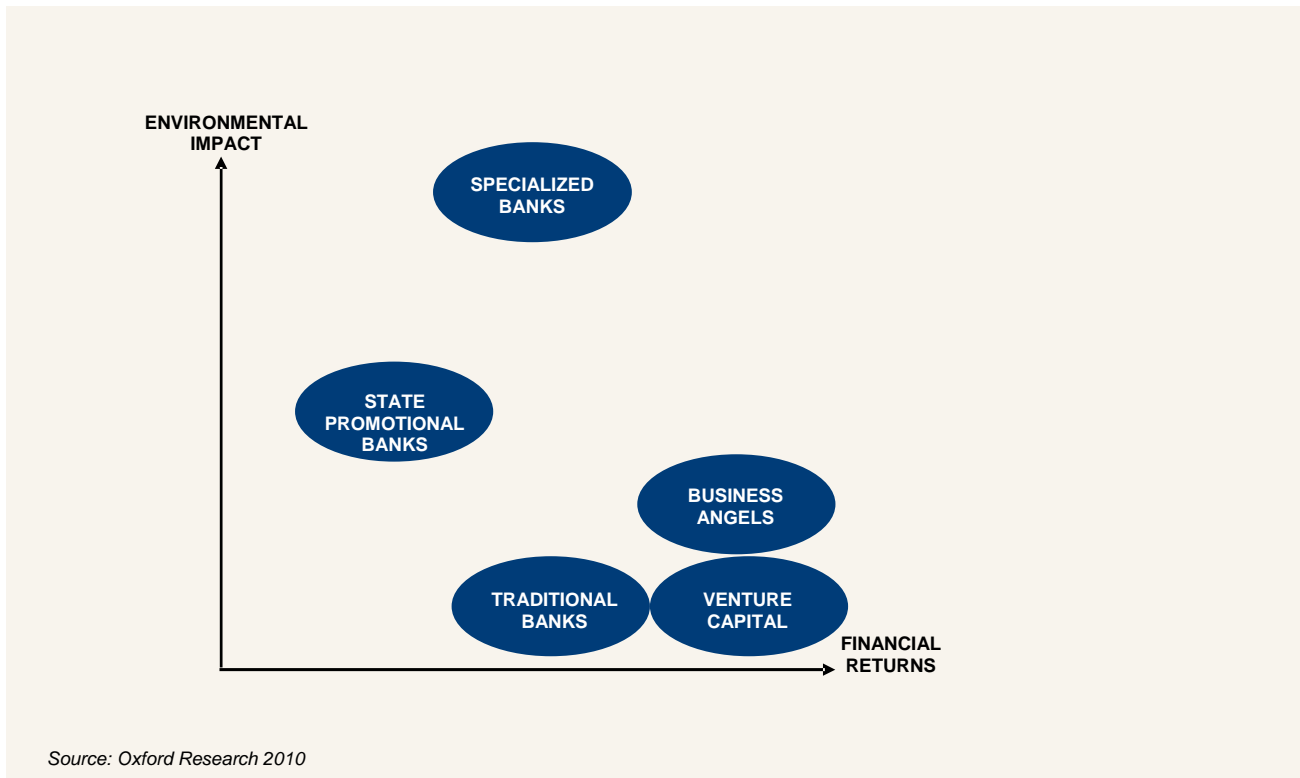 ENVIRONMENTAL
IMPACT
SPECIALIZED
BANKS
STATE
PROMOTIONAL
BANKS
BUSINESS
ANGELS
TRADITIONAL
BANKS
VENTURE
CAPITAL
FINANCIAL
RETURNS
Source: Oxford Research 2010